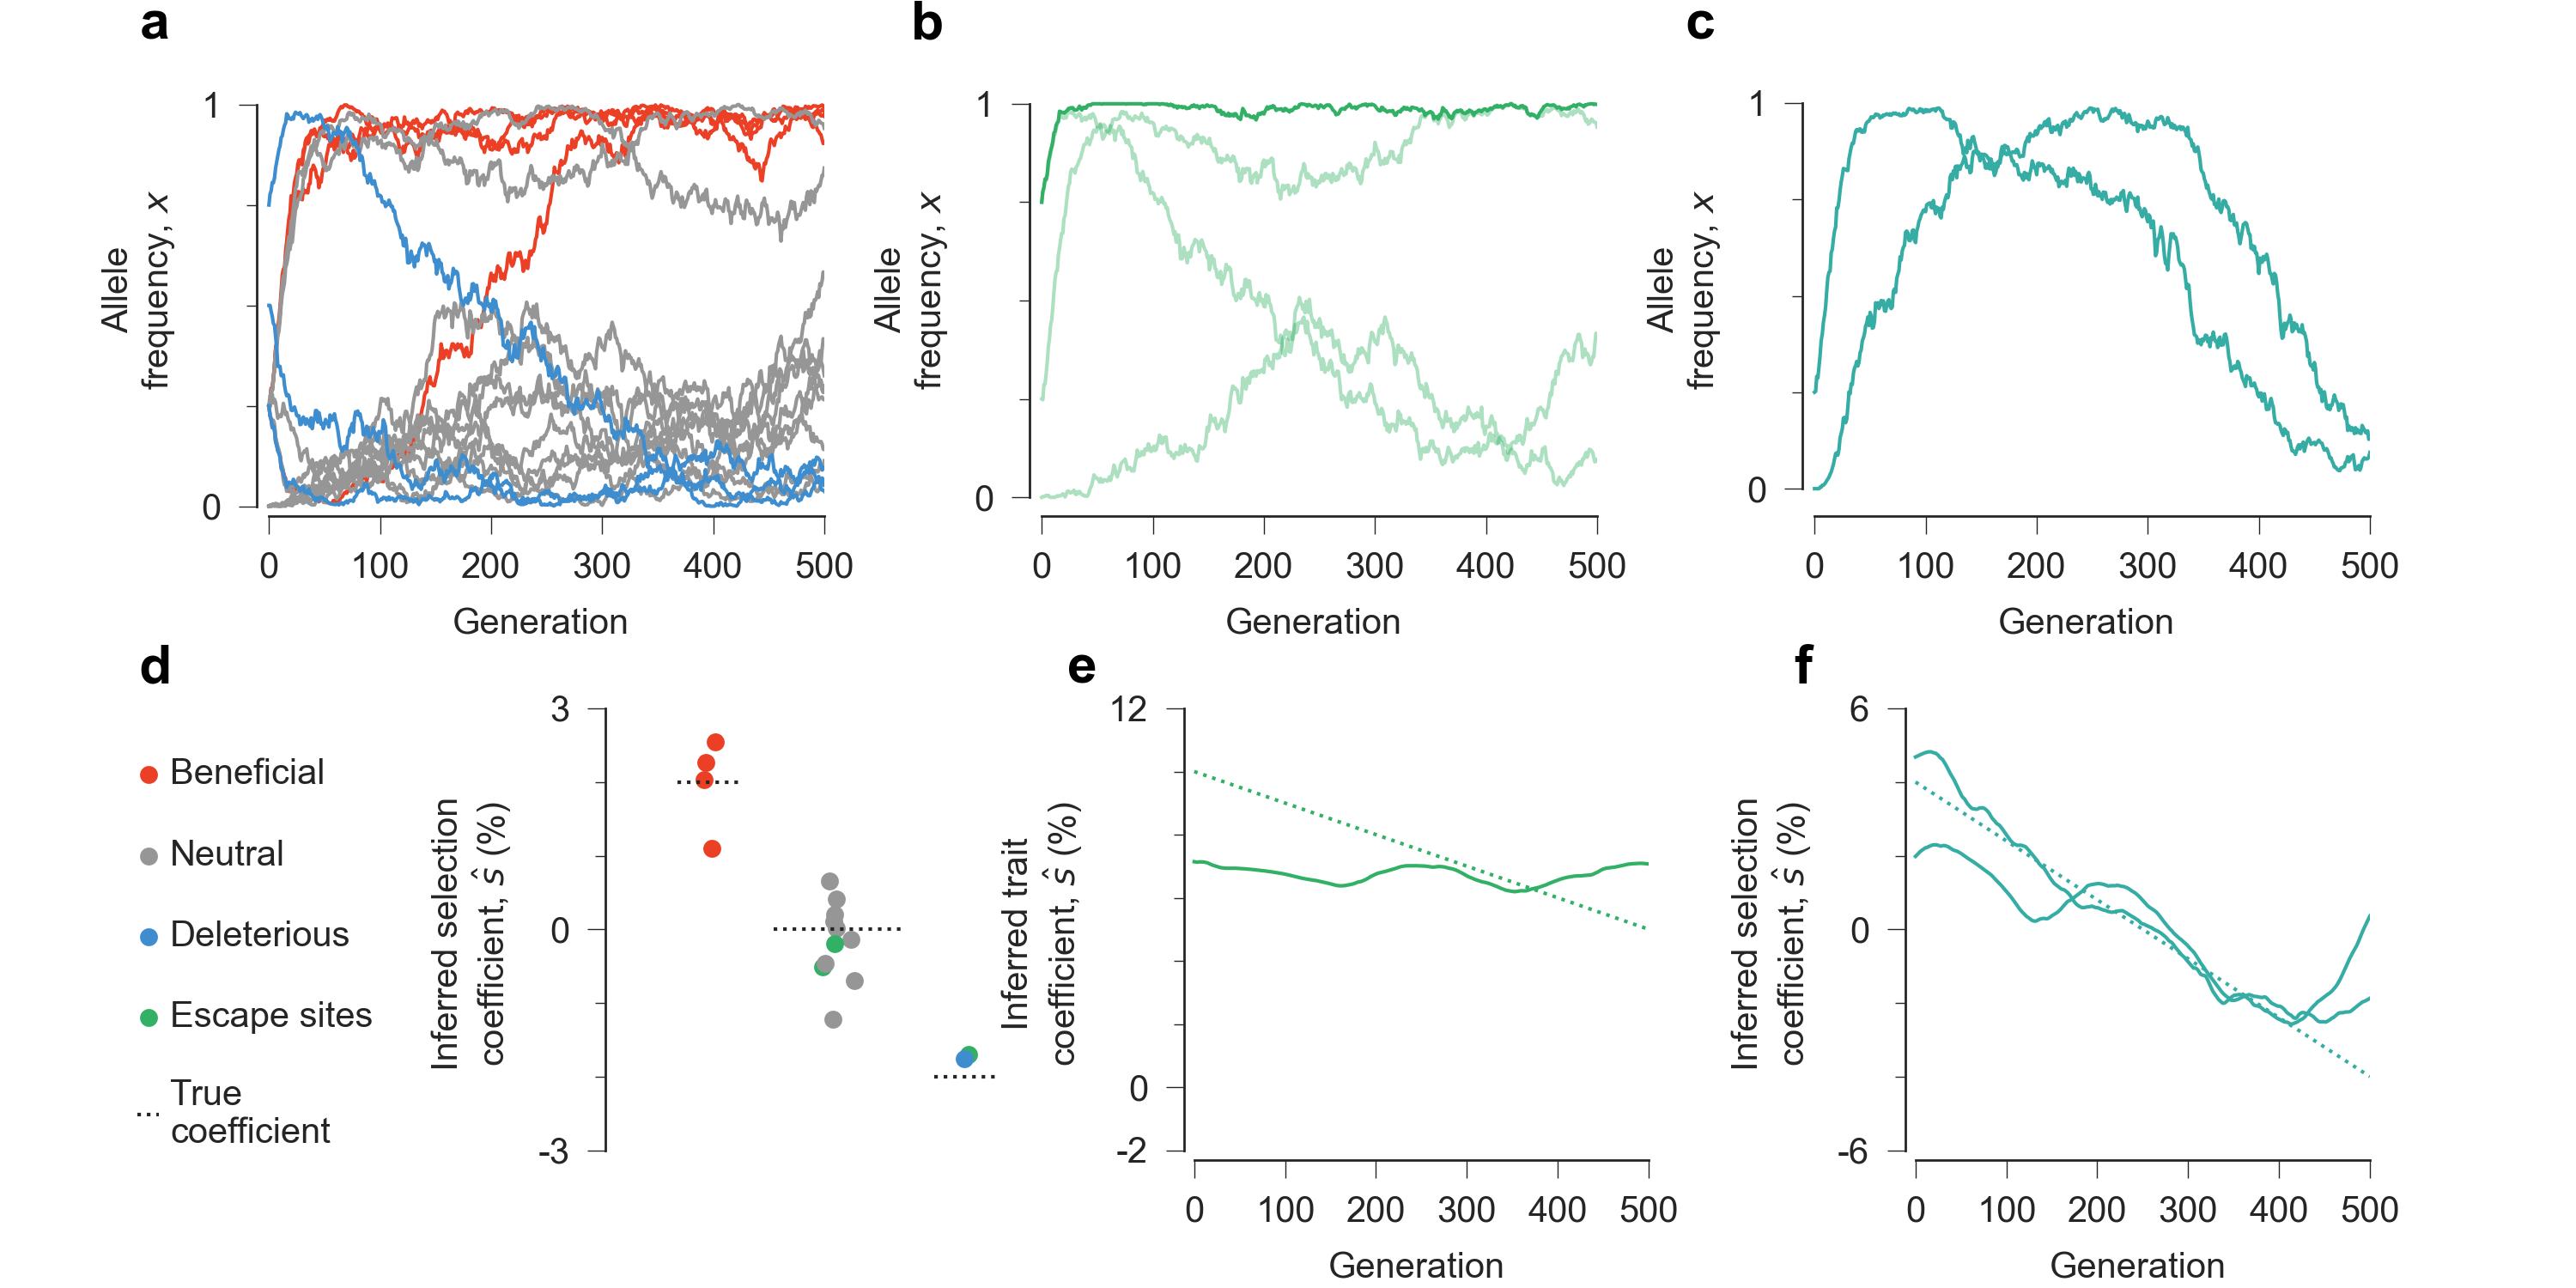 a
1
0
Allele
frequency, x
0 100 200 300 400 500
Generation
b
1
0
Allele
frequency, x
0 100 200 300 400 500
Generation
c
1
0
Allele
frequency, x
0 100 200 300 400 500
Generation
d
Beneficial
Neutral
Deleterious
Escape sites
True
coefficient
3
0
-3
Inferred selection
coefficient, ŝ (%)
e
12
0
-2
Inferred trait
coefficient, ŝ (%)
0 100 200 300 400 500
Generation
f
6
0
-6
Inferred selection
coefficient, ŝ (%)
0 100 200 300 400 500
Generation